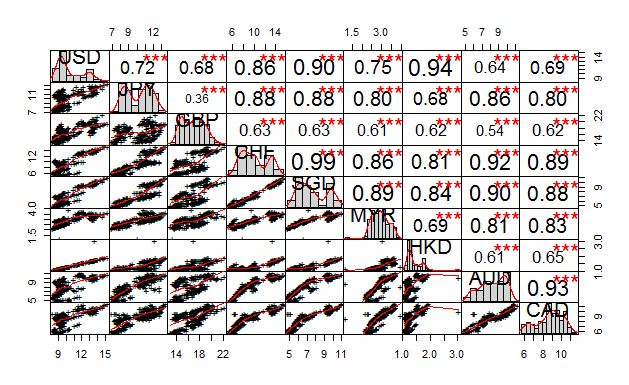 7 9 12 6 10 14 1.5 3.0 5 7 9
USD 0.72 *** 0.68 *** 0.86 *** 0.90 *** 0.75 *** 0.94 *** 0.64 *** 0.69 *** 9 14
7 11 JPY 0.36 *** 0.88 *** 0.88 *** 0.80 *** 0.68 *** 0.86 *** 0.80 ***
GBP 0.63 *** 0.63 *** 0.61 *** 0.62 *** 0.54 *** 0.62 *** 14 22
6 12 CHF 0.99 *** 0.86 *** 0.81 *** 0.92 *** 0.89 ***
SGD 0.89 *** 0.84 *** 0.90 *** 0.88 *** 5 9
1.5 4.0 MYR 0.69 *** 0.81 *** 0.83 ***
HKD 0.61 *** 0.65 *** 1.0 3.0
5 9 AUD 0.93 ***
CAD 6 9
9 12 15 14 18 22 5 7 9 11 1.0 2.0 3.0 6 8 10